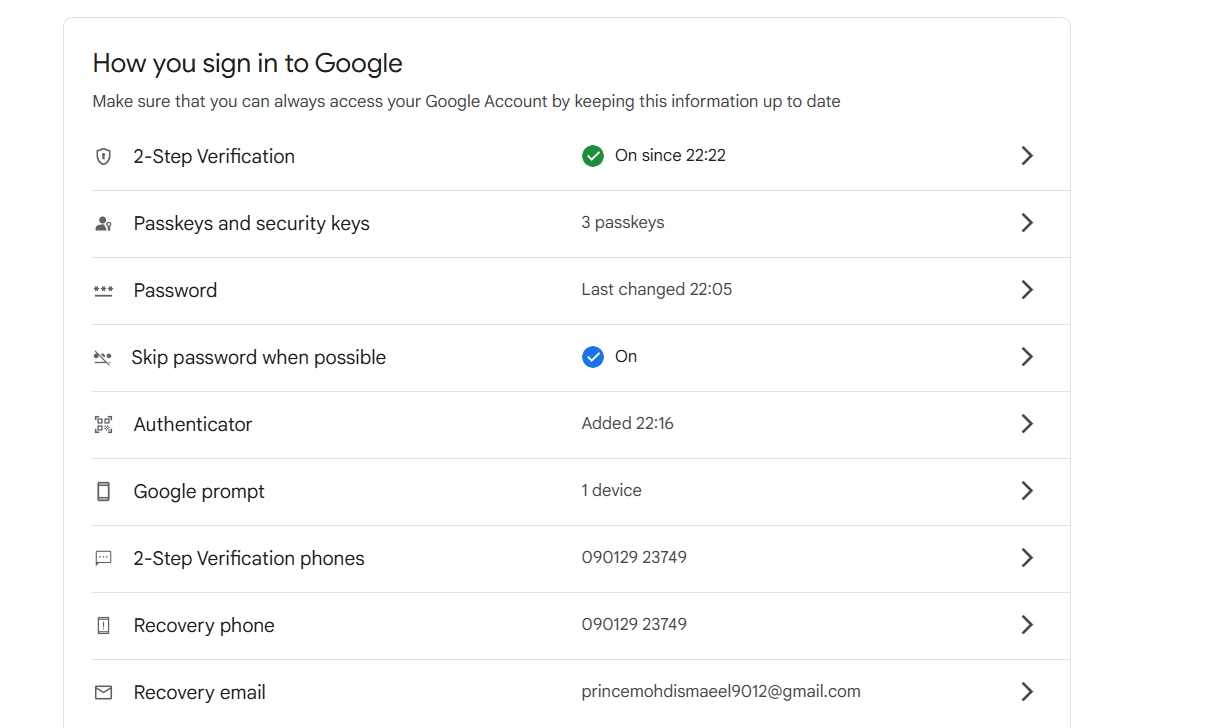 How you sign in to Google
Make sure that you can always access your Google Account by keeping this information up to date
2-Step Verification On since 22:22
Passkeys and security keys 3 passkeys
Password Last changed 22:05
Skip password when possible On
Authenticator Added 22:16
Google prompt 1 device
2-Step Verification phones 090129 23749
Recovery phone 090129 23749
Recovery email princemohdismaeel9012@gmail.com